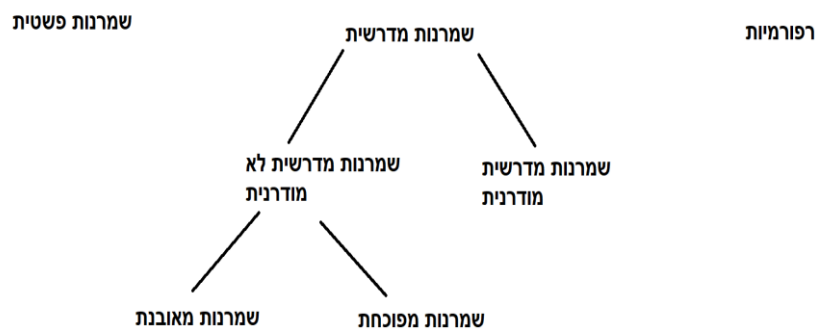 רפורמיות
שמרנות מדרשית
שמרנות פשטית
שמרנות מדרשית
מודרנית
שמרנות מדרשית לא
מודרנית
שמרנות מפוכחת
שמרנות מאובנת